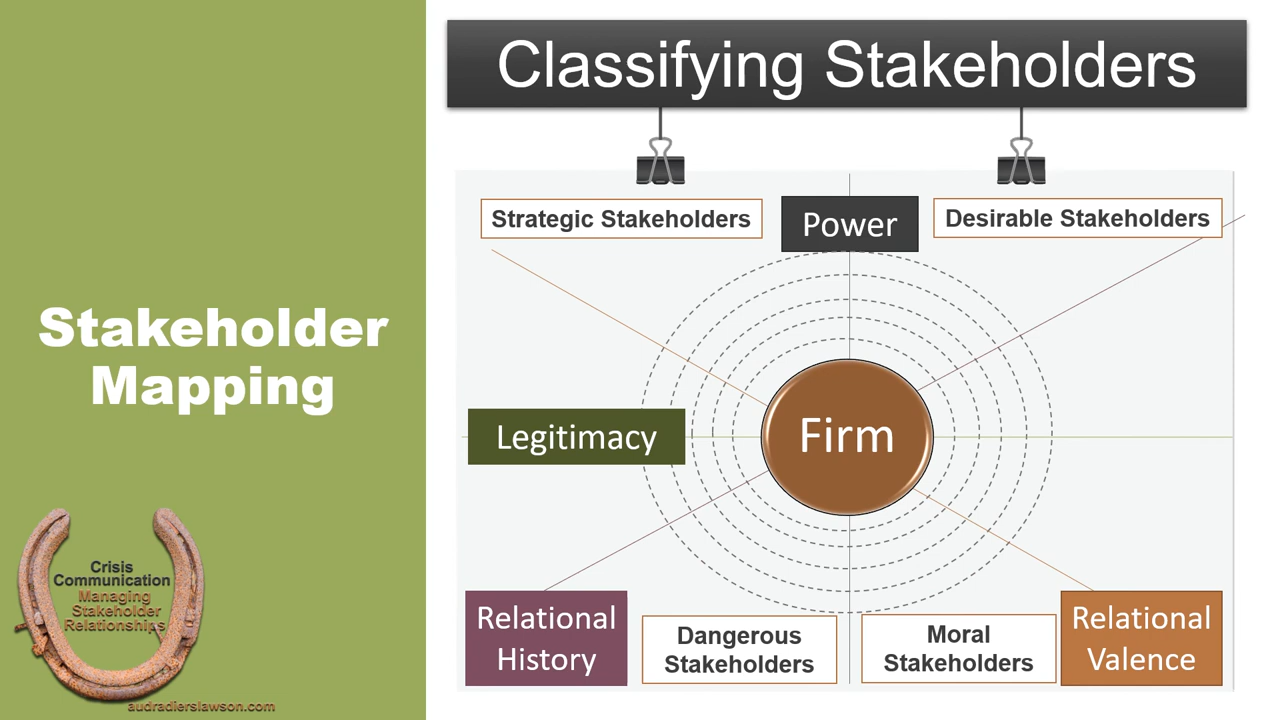 Classifying Stakeholders
Strategic Stakeholders
Power
Desirable Stakeholders
Stakeholder
Mapping
Legitimacy
Firm
Crisis
Communication
Managing
Stakeholder
Relationships
Relational
History
Dangerous
Stakeholders
Moral
Stakeholders
Relational
Valence
audradierslawson.com